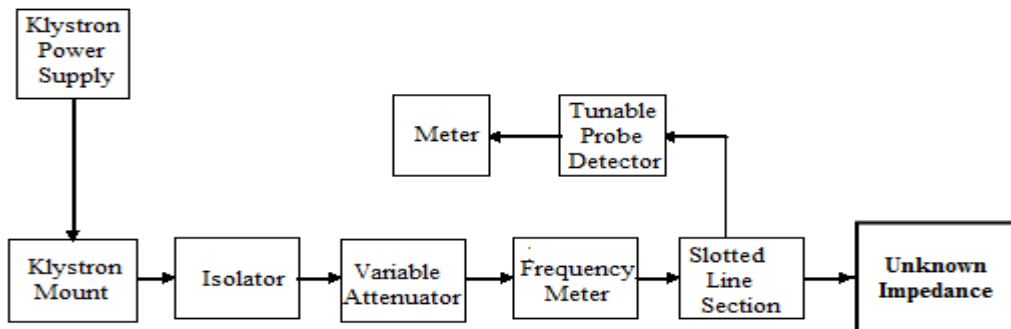 Klystron
Power
Supply
Meter
Tunable
Probe
Detector
Klystron
Mount
Isolator
Variable
Attenuator
Frequency
Meter
Slotted
Line
Section
Unknown
Impedance